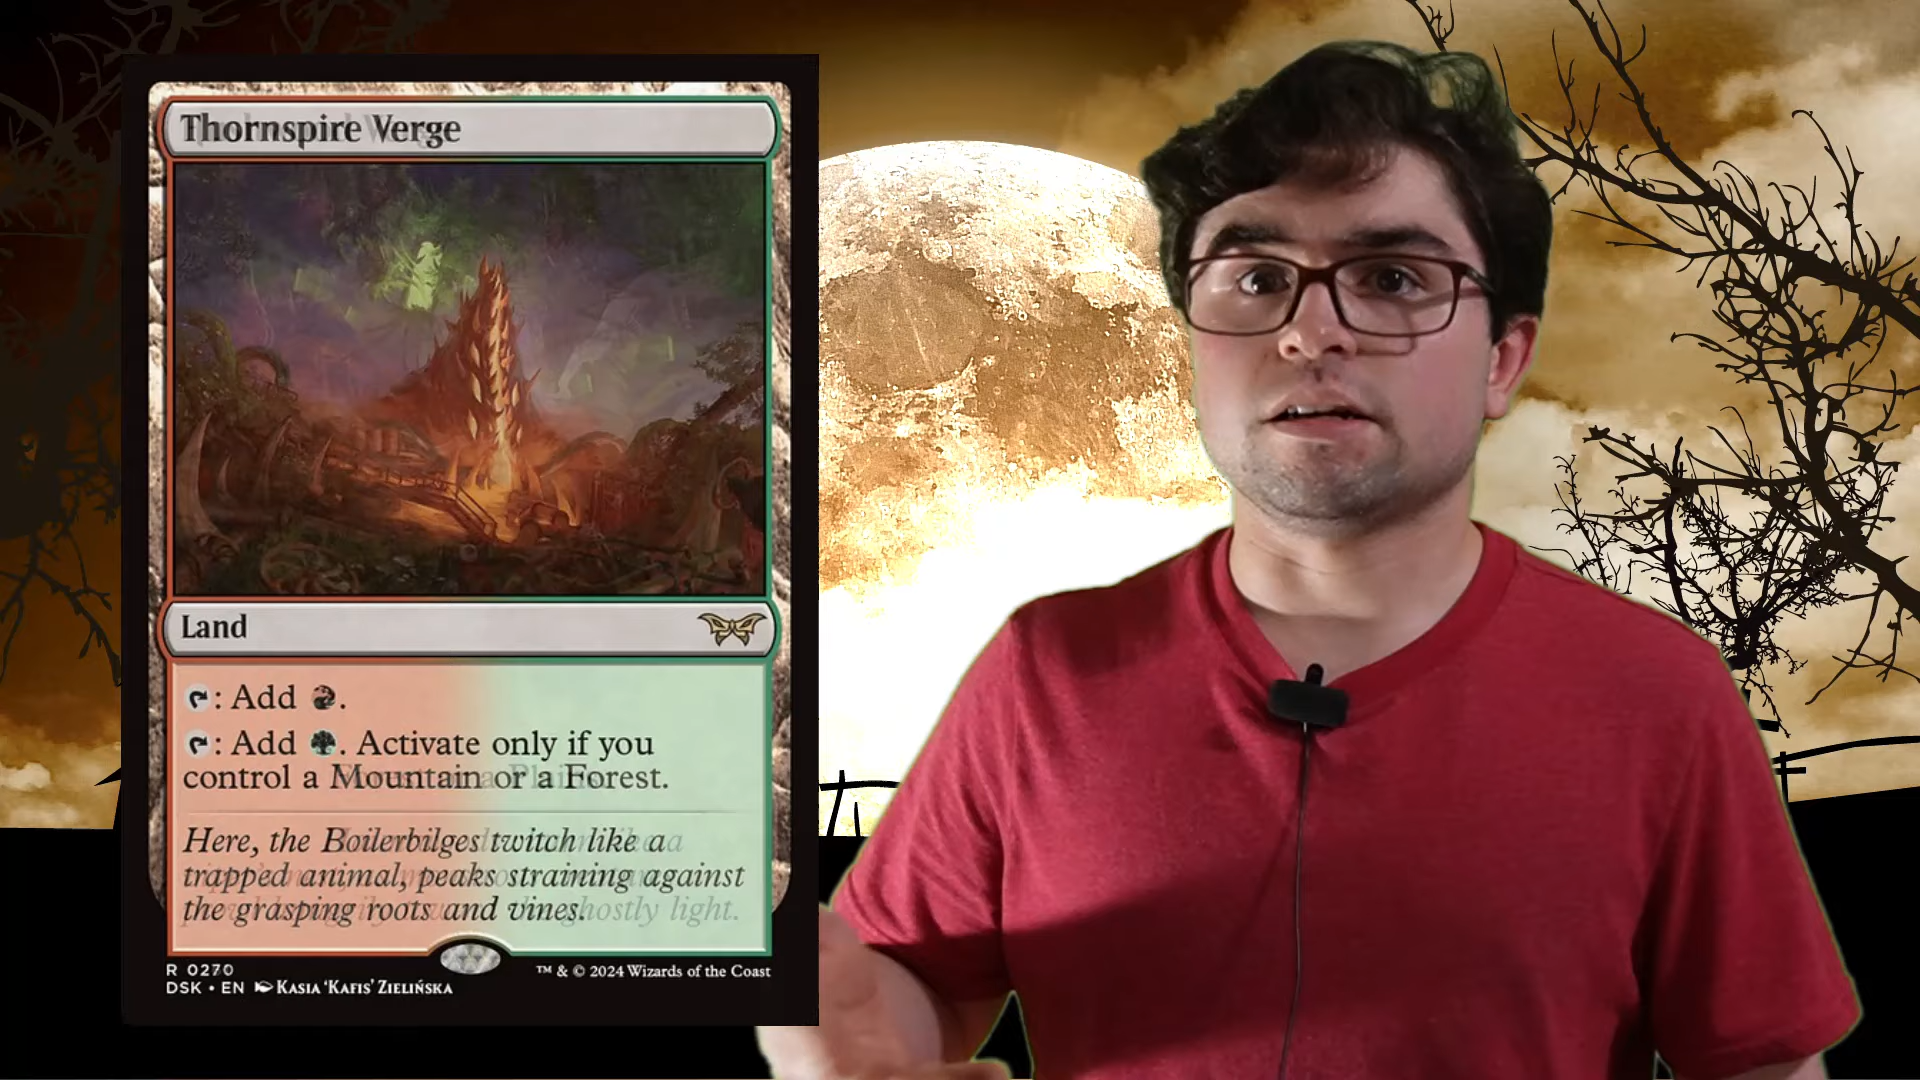 Thornspire Verge
Land
: Add .
: Add . Activate only if you
control a Mountain or a Forest.
Here, the Boilerbilges twitch like a
trapped animal, peaks straining against
the grasping roots and vines.
ghostly light.
R 0270
DSK • EN Kasia ‘Kafis’ Zielińska
™ & © 2024 Wizards of the Coast